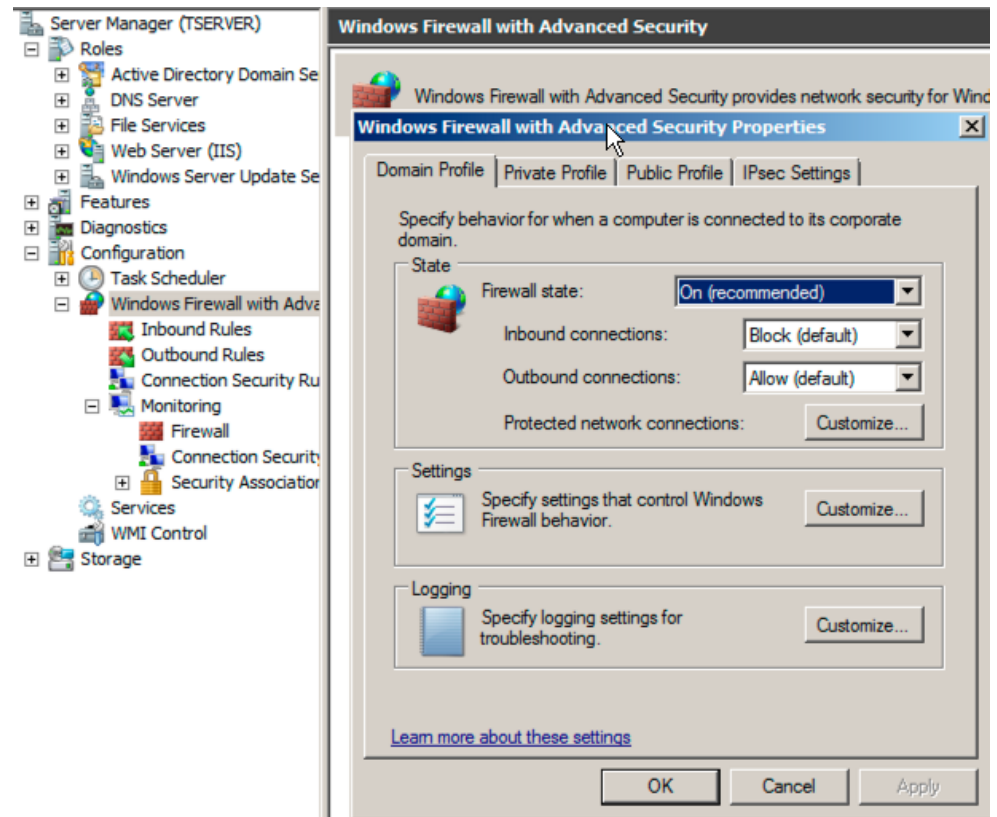 Server Manager (TSERVER)
Roles
Active Directory Domain Se
DNS Server
File Services
Web Server (IIS)
Windows Server Update Se
Features
Diagnostics
Configuration
Task Scheduler
Windows Firewall with Adva
Inbound Rules
Outbound Rules
Connection Security Ru
Monitoring
Firewall
Connection Securit
Security Association
Services
WMI Control
Storage
Windows Firewall with Advanced Security
Windows Firewall with Advanced Security provides network security for Wind
Windows Firewall with Advanced Security Properties
Domain Profile Private Profile Public Profile IPsec Settings
Specify behavior for when a computer is connected to its corporate
domain.
State
Firewall state: On (recommended)
Inbound connections: Block (default)
Outbound connections: Allow (default)
Protected network connections: Customize...
Settings
Specify settings that control Windows
Firewall behavior.
Customize...
Logging
Specify logging settings for
troubleshooting.
Customize...
Learn more about these settings
OK Cancel Apply